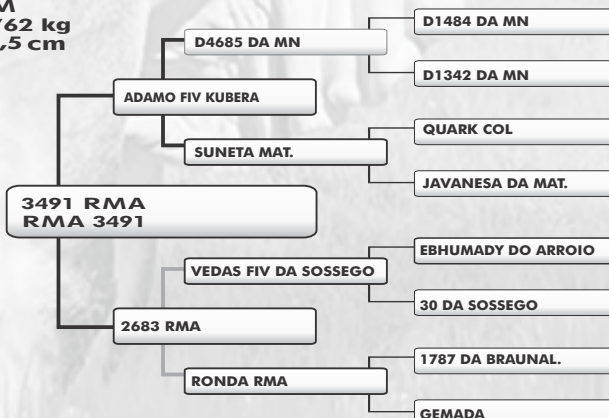 M
762 kg
,5 cm
D1484 DA MN
D4685 DA MN
D1342 DA MN
ADAMO FIV KUBERA
QUARK COL
SUNETA MAT.
JAVANESA DA MAT.
3491 RMA
RMA 3491
EBHUMADY DO ARROIO
VEDAS FIV DA SOSSEGO
30 DA SOSSEGO
2683 RMA
1787 DA BRAUNAL.
RONDA RMA
GEMADA